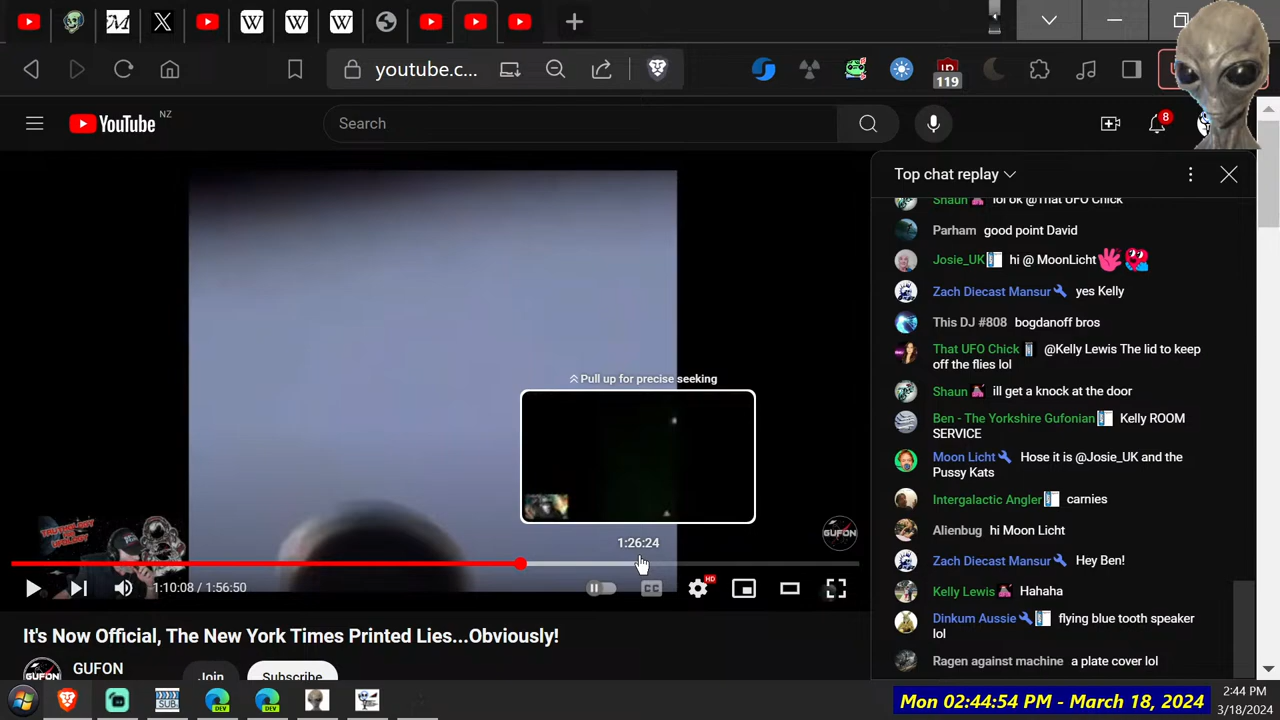 119
youtube.c...
YouTube NZ
Search
8
Top chat replay
Shaun lol ok @That UFO Chick
Parham good point David
Josie_UK hi @ MoonLicht
Zach Diecast Mansur yes Kelly
This DJ #808 bogdanoff bros
That UFO Chick @Kelly Lewis The lid to keep
off the flies lol
Shaun ill get a knock at the door
Ben - The Yorkshire Gufonian Kelly ROOM
SERVICE
Moon Licht Hose it is @Josie_UK and the
Pussy Kats
Intergalactic Angler carnies
Alienbug hi Moon Licht
Zach Diecast Mansur Hey Ben!
Kelly Lewis Hahaha
Dinkum Aussie flying blue tooth speaker
lol
Ragen against machine a plate cover lol
Pull up for precise seeking
1:26:24
GUFON
1:10:08 / 1:56:50
CC
HD
It's Now Official, The New York Times Printed Lies...Obviously!
GUFON
Join
Subscribe
SUB
DEV
DEV
Mon 02:44:54 PM - March 18, 2024
2:44 PM
3/18/2024